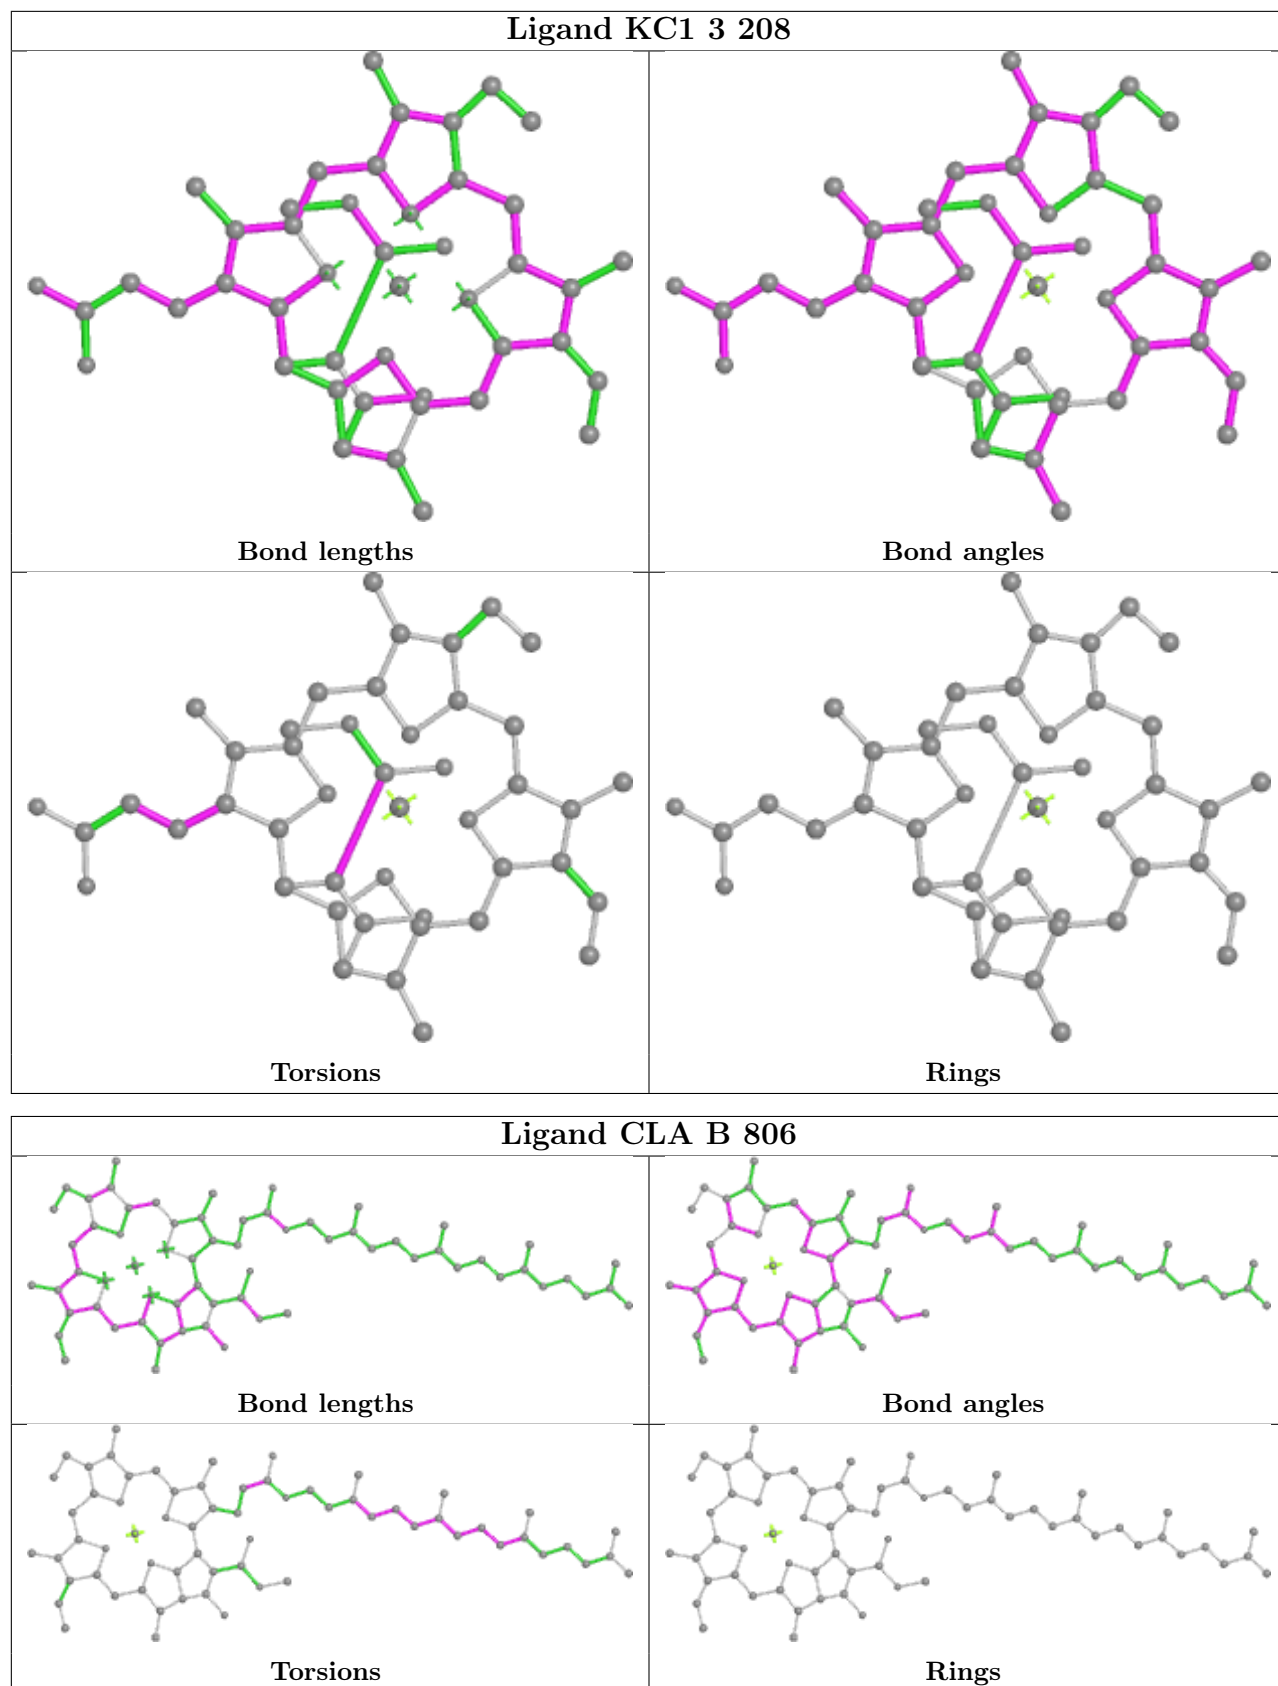 Ligand KC1 3 208
Bond lengths
Bond angles
Torsions
Rings
Ligand CLA B 806
Bond lengths
Bond angles
Torsions
Rings